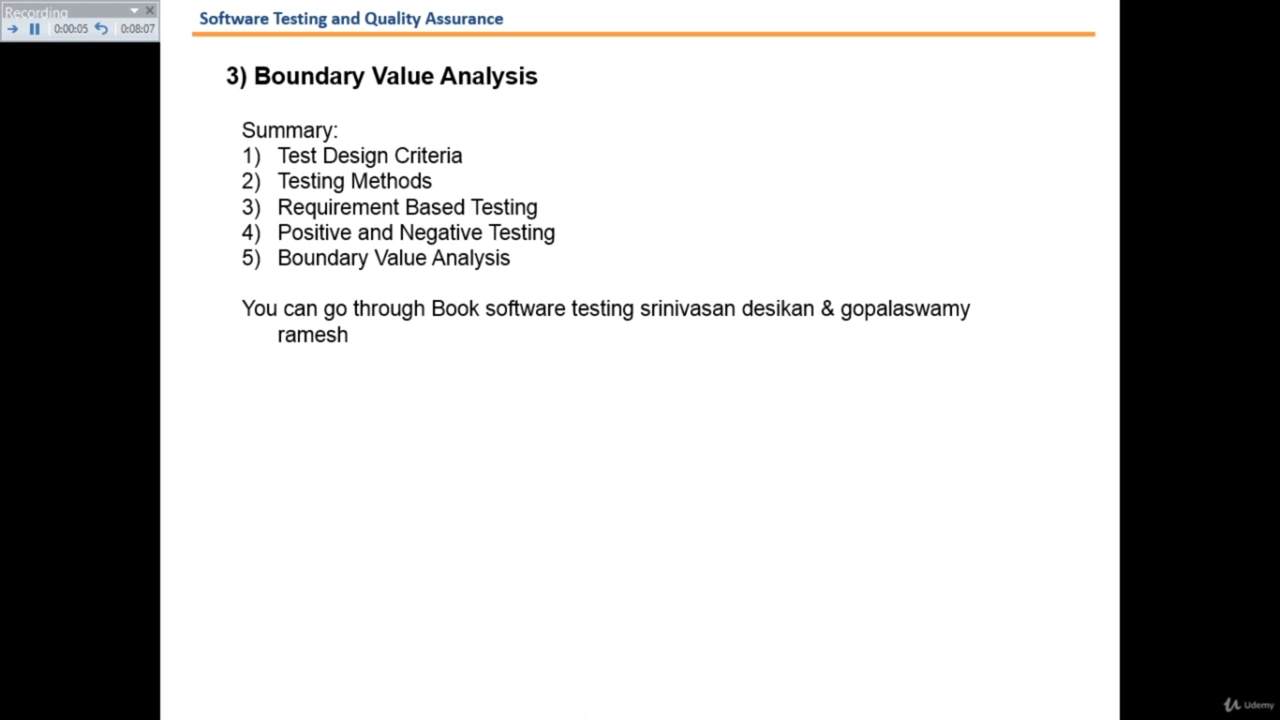 Recording
0:00:05 0:08:07
Software Testing and Quality Assurance
3) Boundary Value Analysis
Summary:
1) Test Design Criteria
2) Testing Methods
3) Requirement Based Testing
4) Positive and Negative Testing
5) Boundary Value Analysis
You can go through Book software testing srinivasan desikan & gopalaswamy
ramesh
Udemy